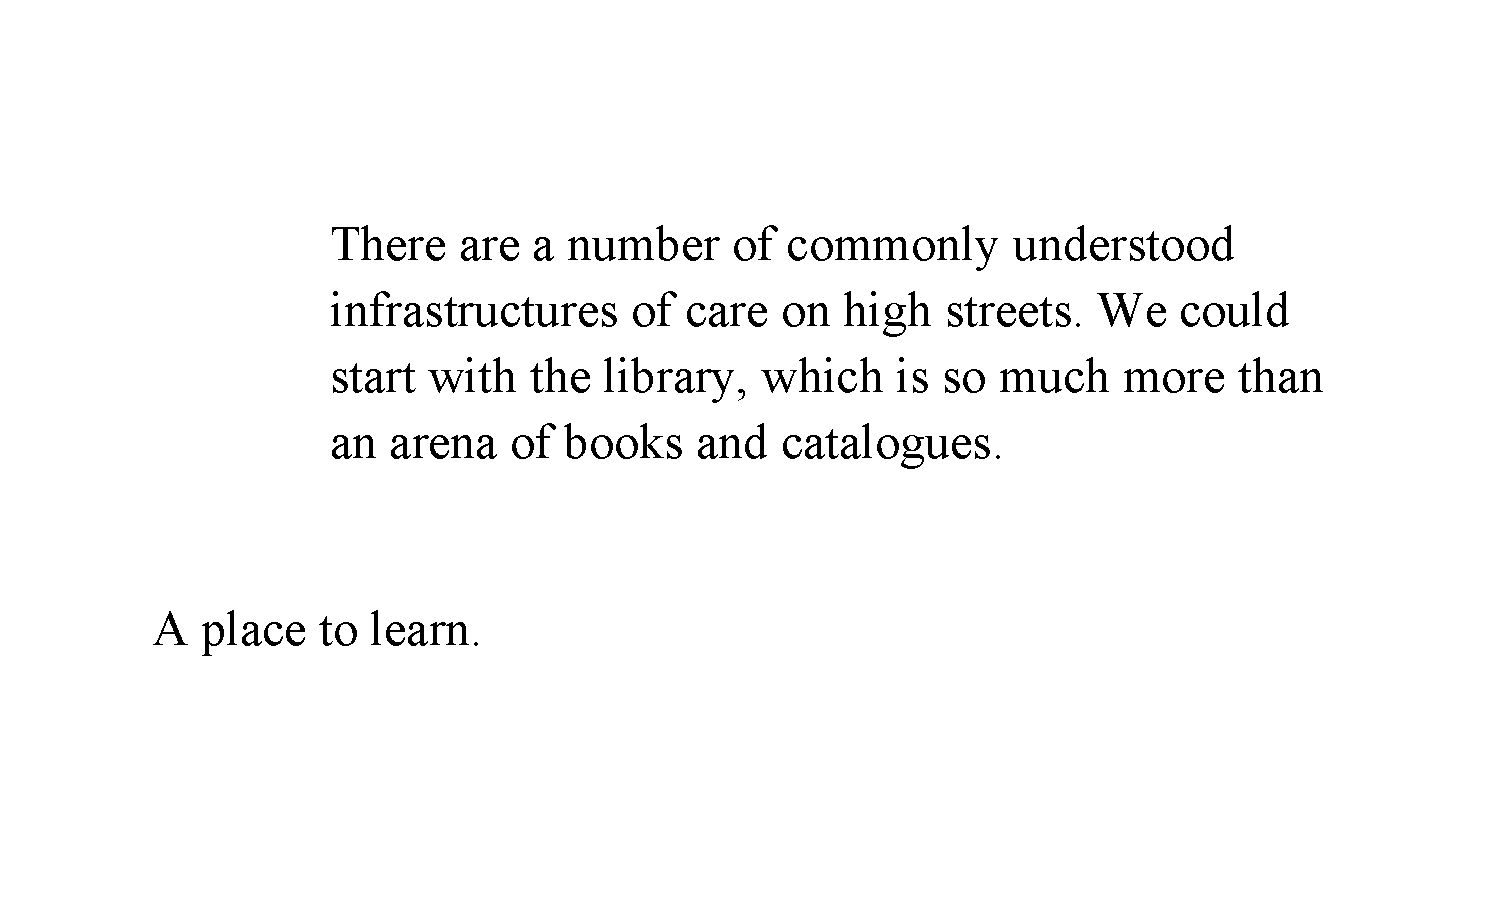 There are a number of commonly understood
infrastructures of care on high streets. We could
start with the library, which is so much more than
an arena of books and catalogues.
A place to learn.